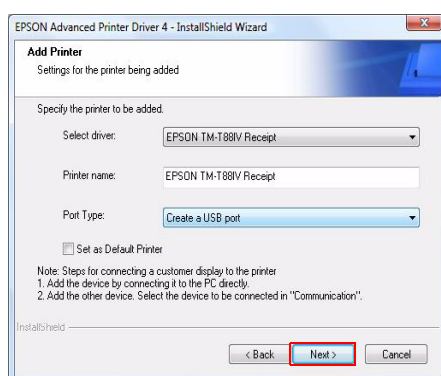 EPSON Advanced Printer Driver 4 - InstallShield Wizard
Add Printer
Settings for the printer being added
Specify the printer to be added.
Select driver: EPSON TM-T88IV Receipt
Printer name: EPSON TM-T88IV Receipt
Port Type: Create a USB port
Set as Default Printer
Note: Steps for connecting a customer display to the printer
1. Add the device by connecting it to the PC directly.
2. Add the other device. Select the device to be connected in "Communication".
InstallShield
< Back Next > Cancel